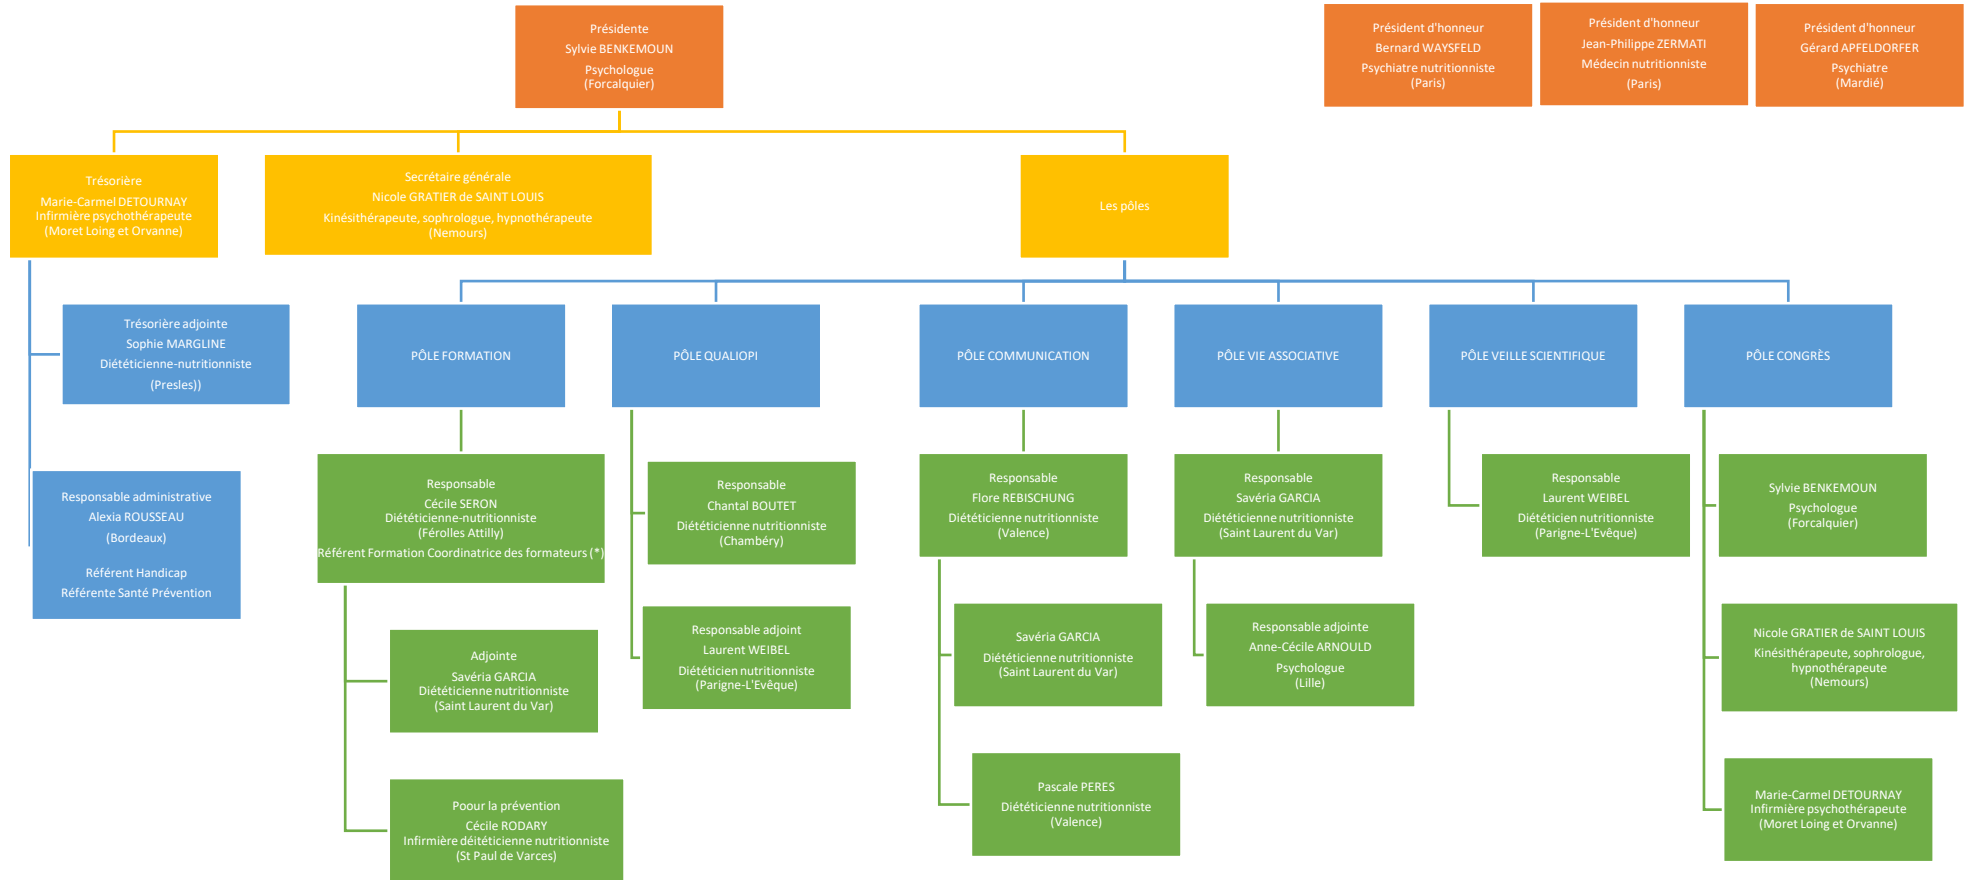 Présidente
Sylvie BENKEMOUN
Psychologue
(Forcalquier)
Président d'honneur
Bernard WAYSFELD
Psychiatre nutritionniste
(Paris)
Président d'honneur
Jean-Philippe ZERMATI
Médecin nutritionniste
(Paris)
Président d'honneur
Gérard APFELDORFER
Psychiatre
(Mardié)
Trésorière
Marie-Carmel DETOURNAY
Infirmière psychothérapeute
(Moret Loing et Orvanne)
Secrétaire générale
Nicole GRATIER de SAINT LOUIS
Kinésithérapeute, sophrologue, hypnothérapeute
(Nemours)
Les pôles
Trésorière adjointe
Sophie MARGLINE
Diététicienne-nutritionniste
(Presles))
Responsable administrative
Alexia ROUSSEAU
(Bordeaux)
Référent Handicap
Référente Santé Prévention
PÔLE FORMATION
Responsable
Cécile SERON
Diététicienne-nutritionniste
(Férolles Attilly)
Référent Formation Coordinatrice des formateurs (*)
Adjointe
Savéria GARCIA
Diététicienne nutritionniste
(Saint Laurent du Var)
Poour la prévention
Cécile RODARY
Infirmière déitéticienne nutritionniste
(St Paul de Varces)
PÔLE QUALIOPI
Responsable
Chantal BOUTET
Diététicienne nutritionniste
(Chambéry)
Responsable adjoint
Laurent WEIBEL
Diététicien nutritionniste
(Parigne-L'Evêque)
PÔLE COMMUNICATION
Responsable
Flore REBISCHUNG
Diététicienne nutritionniste
(Valence)
Savéria GARCIA
Diététicienne nutritionniste
(Saint Laurent du Var)
Pascale PERES
Diététicienne nutritionniste
(Valence)
PÔLE VIE ASSOCIATIVE
Responsable
Savéria GARCIA
Diététicienne nutritionniste
(Saint Laurent du Var)
Responsable adjointe
Anne-Cécile ARNOULD
Psychologue
(Lille)
PÔLE VEILLE SCIENTIFIQUE
Responsable
Laurent WEIBEL
Diététicien nutritionniste
(Parigne-L'Evêque)
PÔLE CONGRÈS
Sylvie BENKEMOUN
Psychologue
(Forcalquier)
Nicole GRATIER de SAINT LOUIS
Kinésithérapeute, sophrologue,
hypnothérapeute
(Nemours)
Marie-Carmel DETOURNAY
Infirmière psychothérapeute
(Moret Loing et Orvanne)